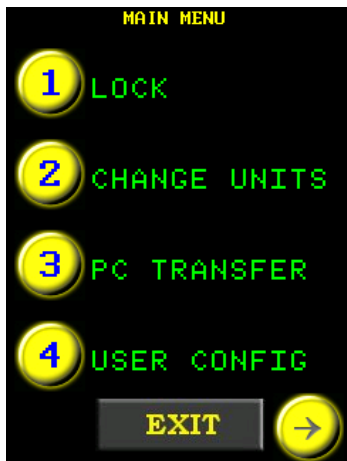 MAIN MENU
1 LOCK
2 CHANGE UNITS
3 PC TRANSFER
4 USER CONFIG
EXIT →